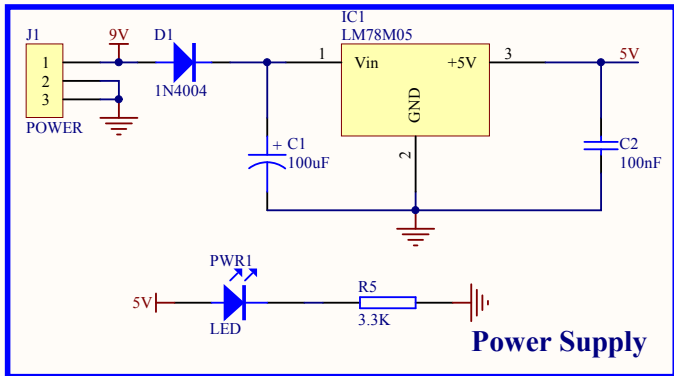 IC1
LM78M05
J1
9V
D1
1
2
3
POWER
1N4004
1
Vin
+5V
3
GND
2
5V
+
C1
100uF
C2
100nF
PWR1
5V
LED
R5
3.3K
Power Supply